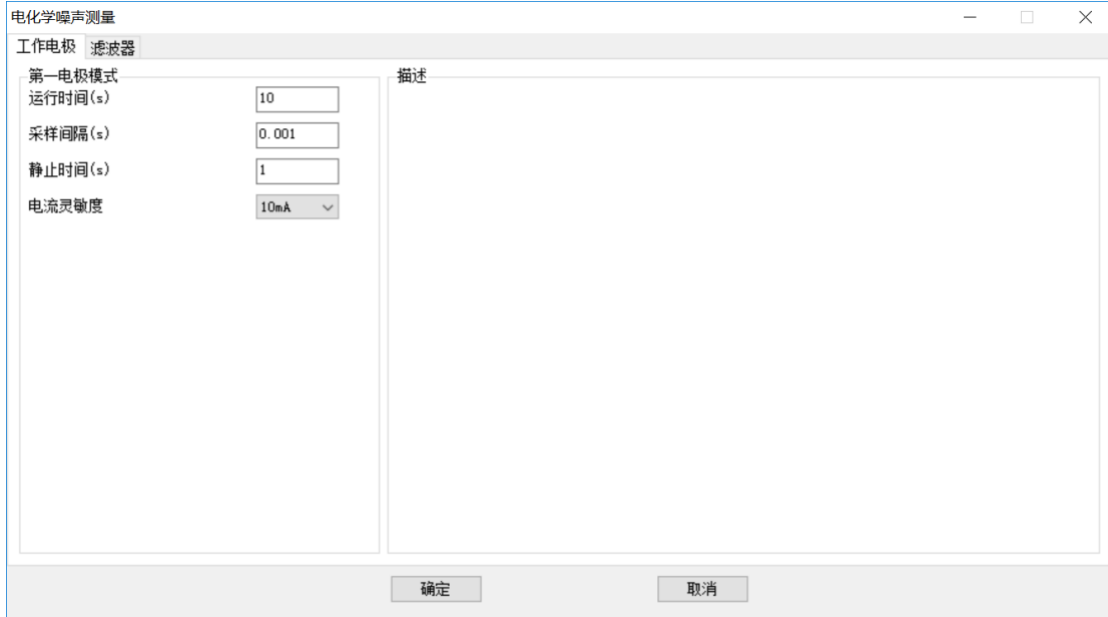 电化学噪声测量
工作电极 滤波器
第一电极模式
运行时间(s) 10
采样间隔(s) 0.001
静止时间(s) 1
电流灵敏度 10mA
描述
确定 取消